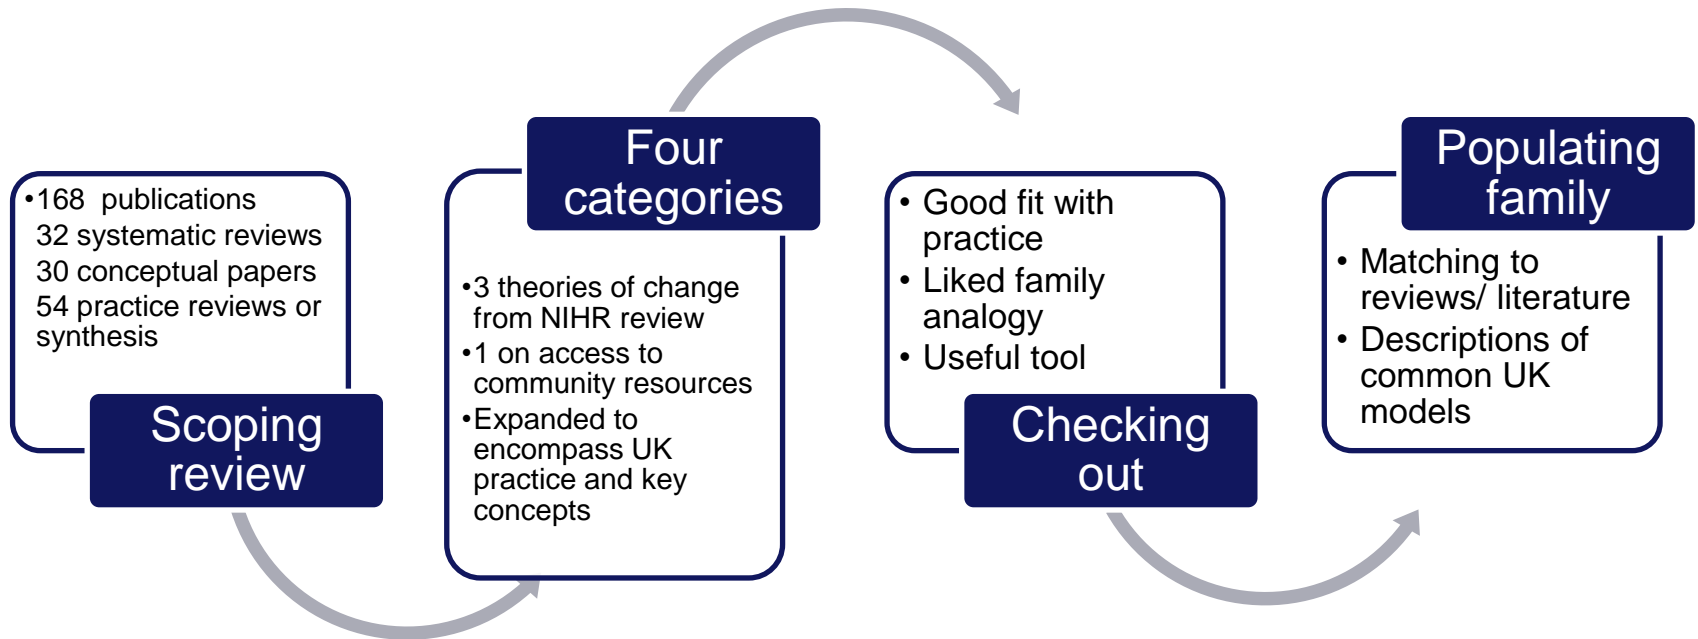 •168 publications
32 systematic reviews
30 conceptual papers
54 practice reviews or
synthesis
Scoping
review
Four
categories
•3 theories of change
from NIHR review
•1 on access to
community resources
•Expanded to
encompass UK
practice and key
concepts
• Good fit with
practice
• Liked family
analogy
• Useful tool
Checking
out
Populating
family
• Matching to
reviews/ literature
• Descriptions of
common UK
models